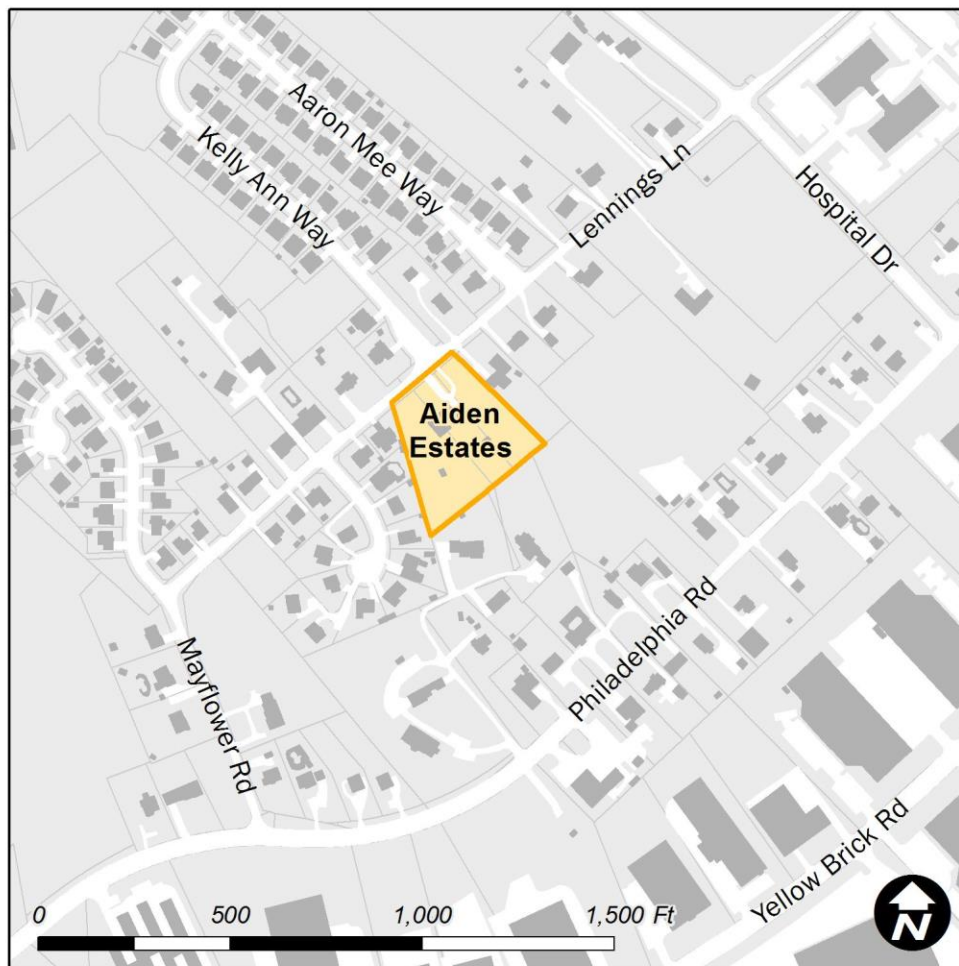 Aaron Mee Way
Kelly Ann Way
Lennings Ln
Hospital Dr
Aiden
Estates
Philadelphia Rd
Mayflower Rd
Yellow Brick Rd
0 500 1,000 1,500 Ft
N